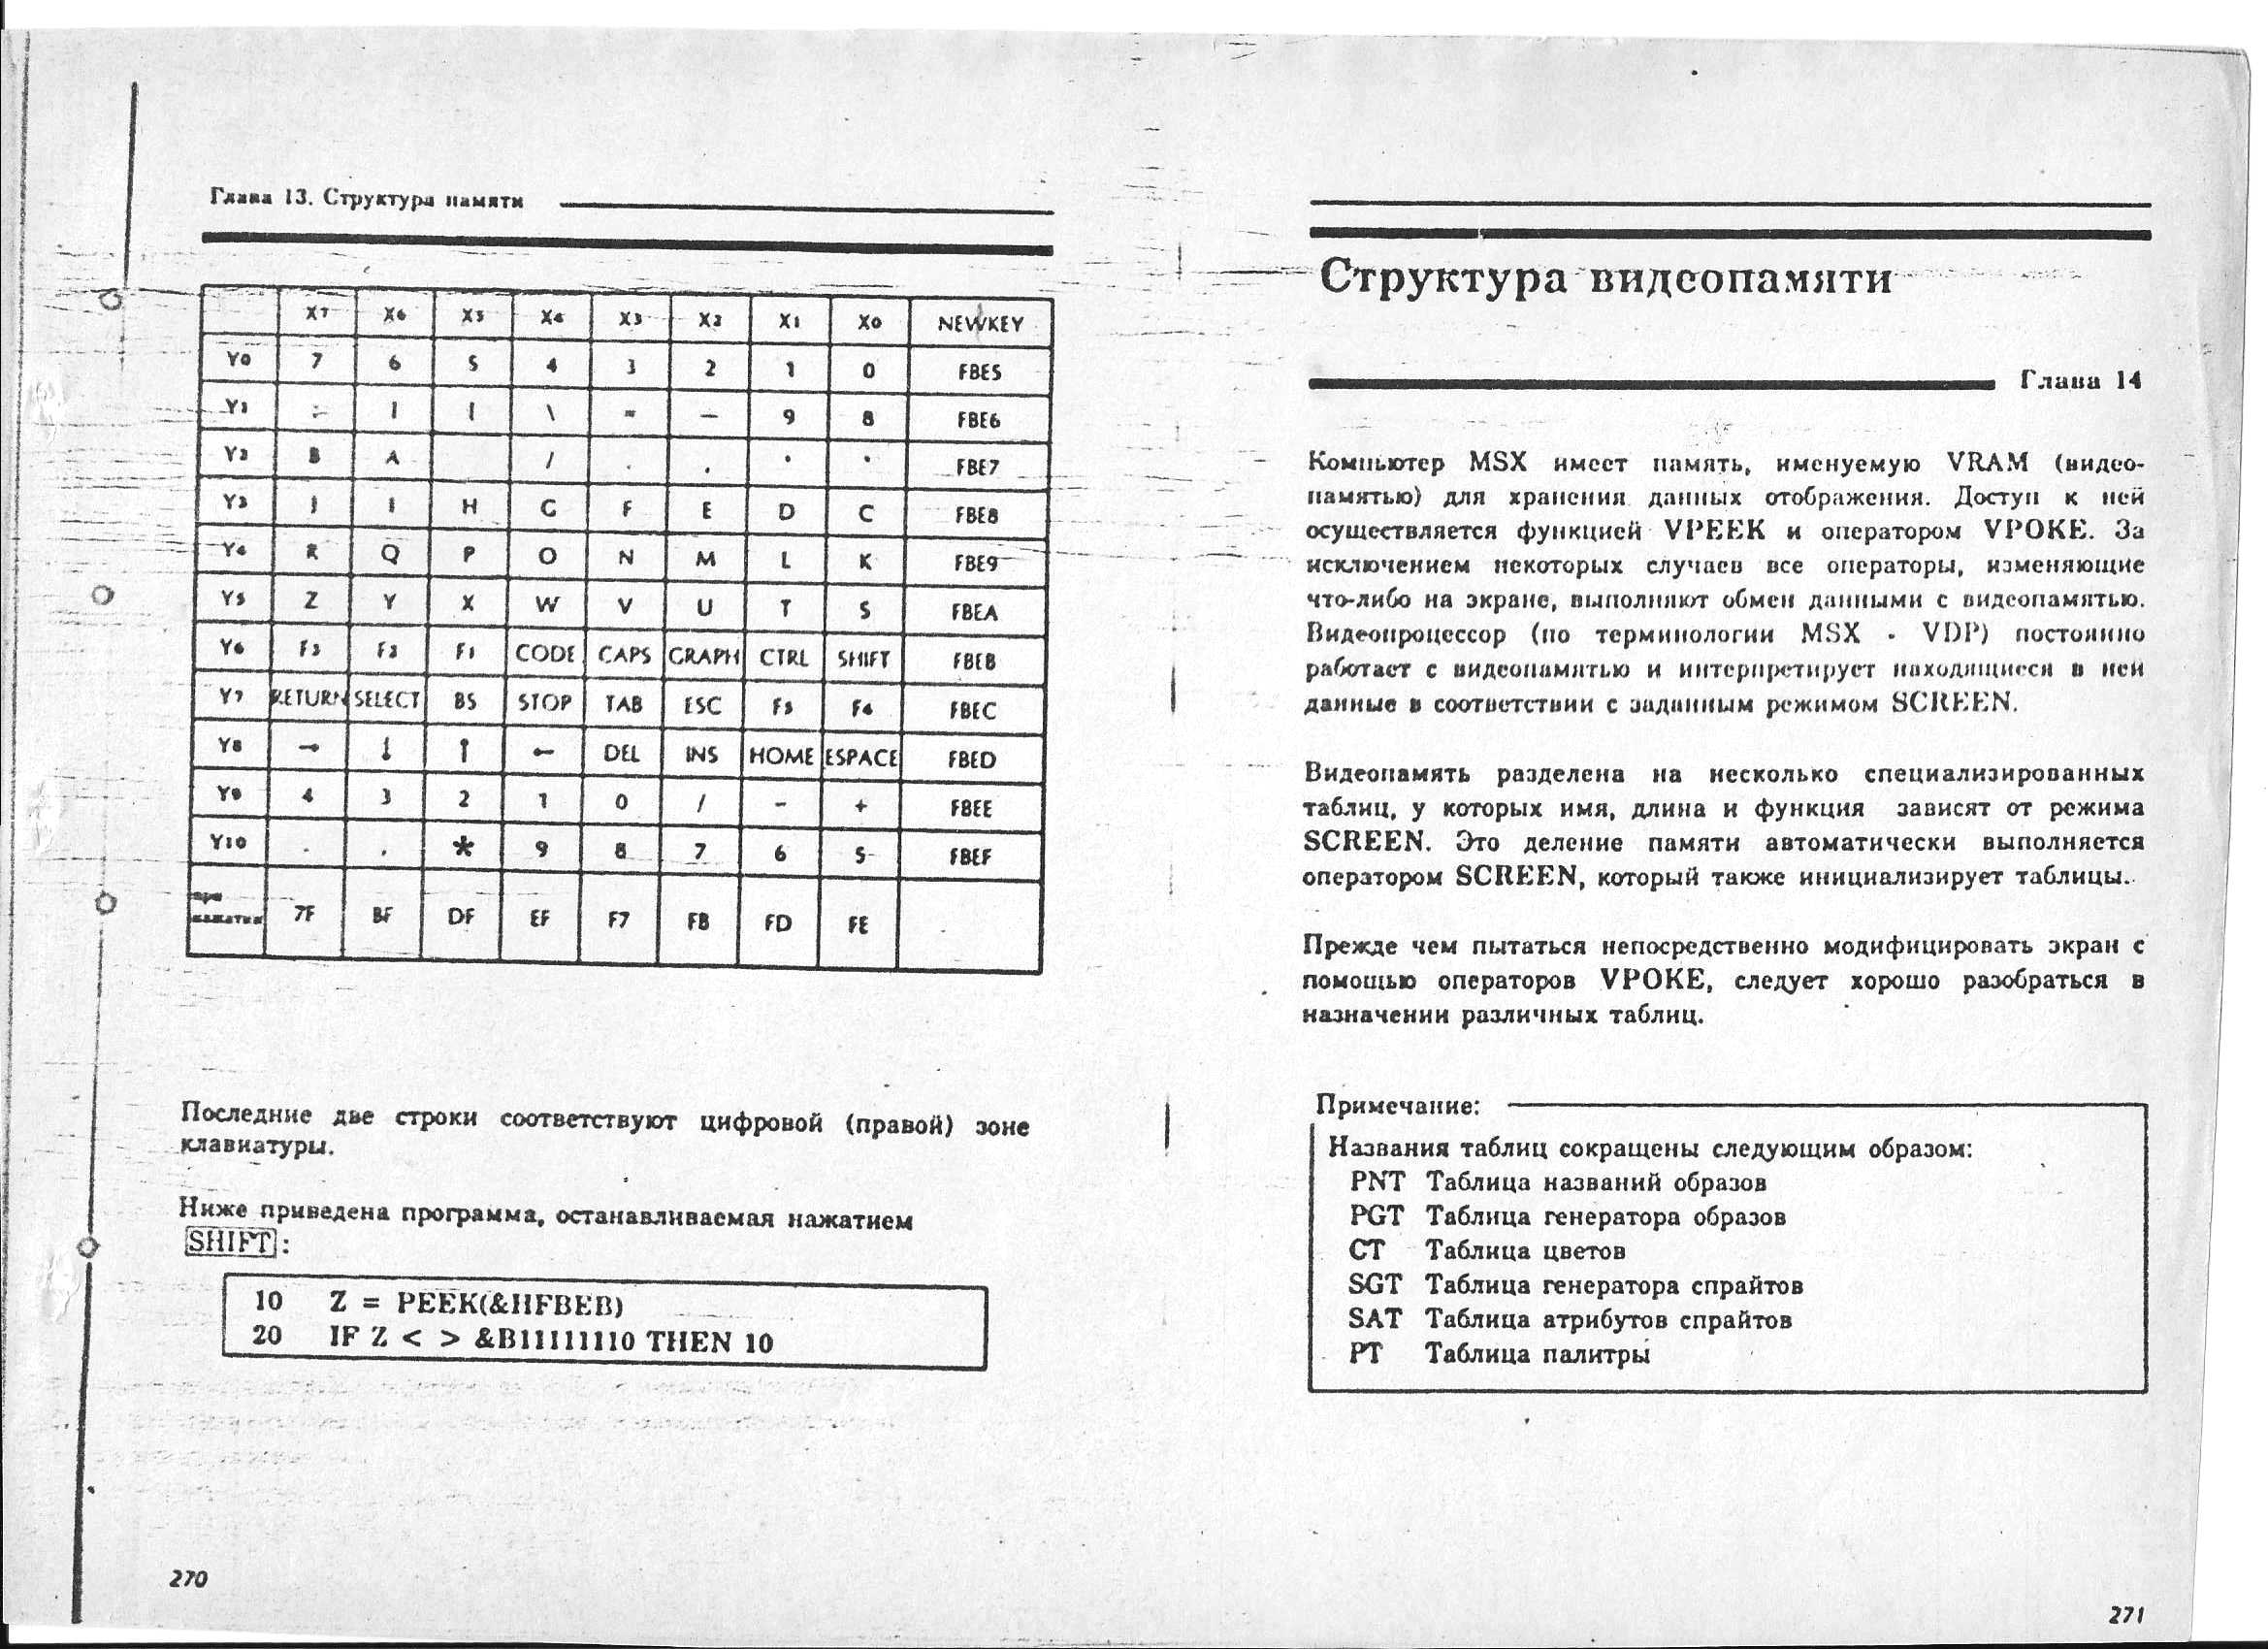 Глава 13. Структура памяти
X7 X6 X5 X4 X3 X2 X1 X0 NEWKEY
Y0 7 6 5 4 3 2 1 0 FBE5
Y1 ] [ \ = — 9 8 FBE6
Y2 B A / . , FBE7
Y3 J I H G F E D C FBE8
Y4 R Q P O N M L K FBE9
Y5 Z Y X W V U T S FBEA
Y6 F3 F2 F1 CODE CAPS GRAPH CTRL SHIFT FBEB
Y7 RETURN SELECT BS STOP TAB ESC F5 F4 FBEC
Y8 → ↓ ↑ ← DEL INS HOME ESPACE FBED
Y9 4 3 2 1 0 / - + FBEE
Y10 . , * 9 8 7 6 5 FBEF
при
нажатии 7F BF DF EF F7 FB FD FE
Последние две строки соответствуют цифровой (правой) зоне
клавиатуры.
Ниже приведена программа, останавливаемая нажатием
SHIFT:
10 Z = PEEK(&HFBEB)
20 IF Z < > &B11111110 THEN 10
270
Структура видеопамяти
Глава 14
Компьютер MSX имеет память, именуемую VRAM (видео-
памятью) для хранения данных отображения. Доступ к ней
осуществляется функцией VPEEK и оператором VPOKE. За
исключением некоторых случаев все операторы, изменяющие
что-либо на экране, выполняют обмен данными с видеопамятью.
Видеопроцессор (по терминологии MSX - VDP) постоянно
работает с видеопамятью и интерпретирует находящиеся в ней
данные в соответствии с заданным режимом SCREEN.
Видеопамять разделена на несколько специализированных
таблиц, у которых имя, длина и функция зависят от режима
SCREEN. Это деление памяти автоматически выполняется
оператором SCREEN, который также инициализирует таблицы.
Прежде чем пытаться непосредственно модифицировать экран с
помощью операторов VPOKE, следует хорошо разобраться в
назначении различных таблиц.
Примечание:
Названия таблиц сокращены следующим образом:
PNT Таблица названий образов
PGT Таблица генератора образов
CT Таблица цветов
SGT Таблица генератора спрайтов
SAT Таблица атрибутов спрайтов
PT Таблица палитры
271